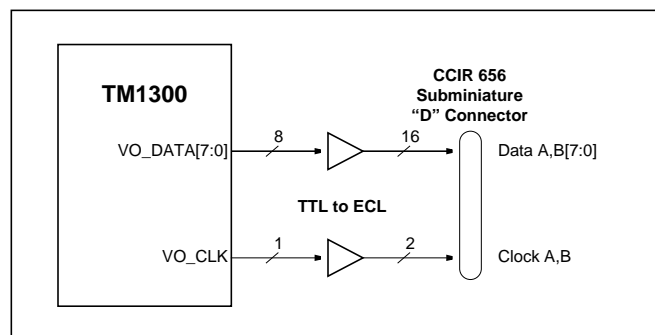 TM1300
CCIR 656
Subminiature
“D” Connector
VO_DATA[7:0]
8
16
Data A,B[7:0]
TTL to ECL
VO_CLK
1
2
Clock A,B